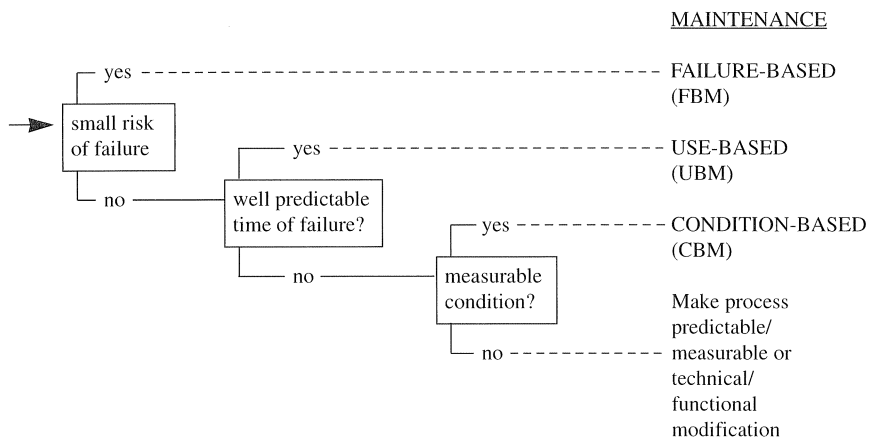 MAINTENANCE
yes
FAILURE-BASED
(FBM)
small risk
of failure
yes
USE-BASED
(UBM)
no
well predictable
time of failure?
yes
CONDITION-BASED
(CBM)
no
measurable
condition?
Make process
predictable/
no
measurable or
technical/
functional
modification